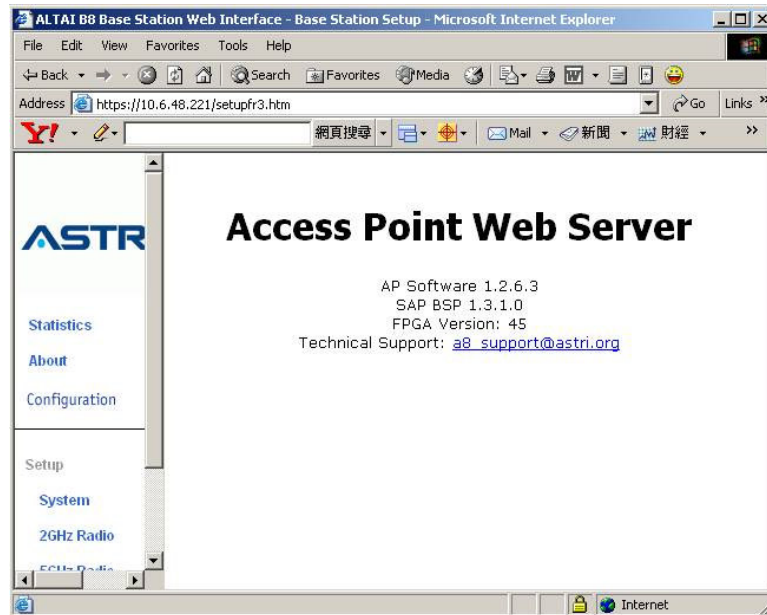 ALTAI B8 Base Station Web Interface - Base Station Setup - Microsoft Internet Explorer
File Edit View Favorites Tools Help
Back Search Favorites Media
Address https://10.6.48.221/setupfr3.htm Go Links »
Y! 網頁搜尋 Mail 新聞 財經 »
ASTR
Access Point Web Server
AP Software 1.2.6.3
SAP BSP 1.3.1.0
FPGA Version: 45
Technical Support: a8_support@astri.org
Statistics
About
Configuration
Setup
System
2GHz Radio
5GHz Radio
Internet